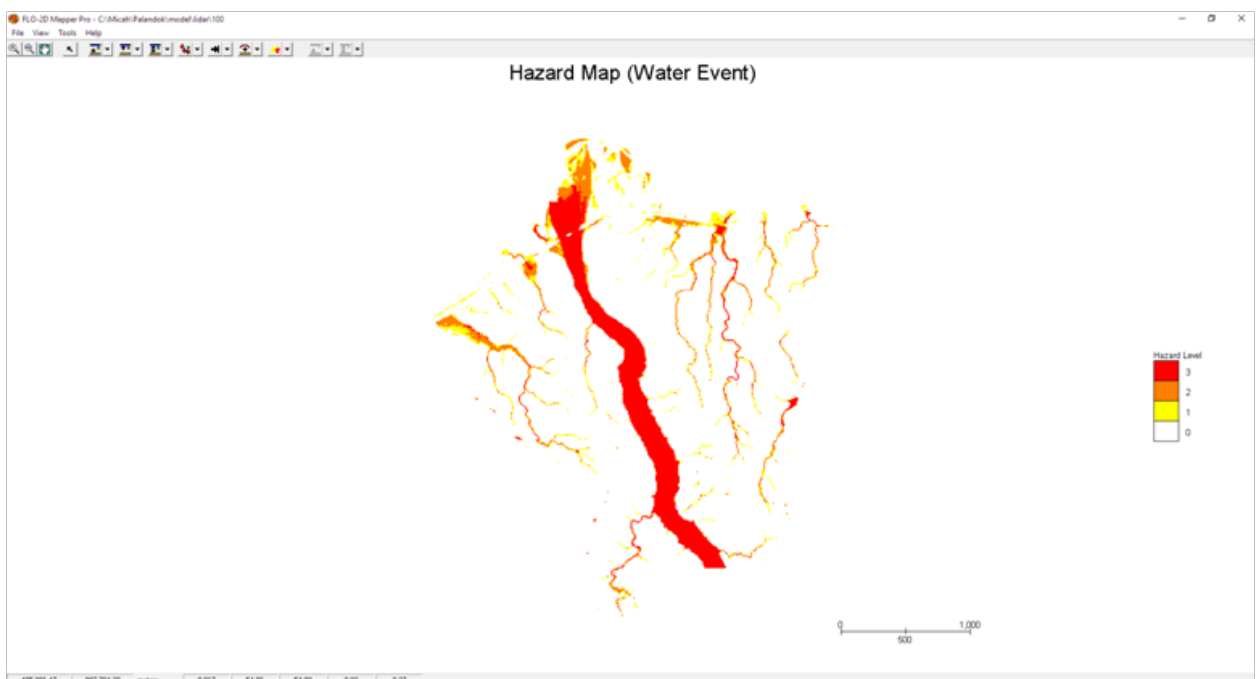 FLO-2D Mapper Pro - C:\Micah\Palandok\model\lidar\100
File View Tools Help
Hazard Map (Water Event)
Hazard Level
3
2
1
0
0 1,000
500